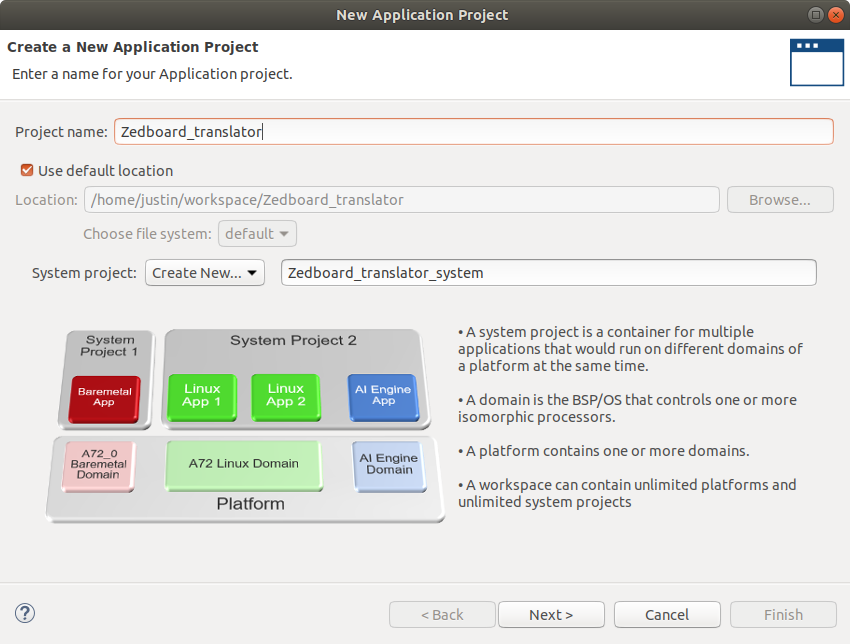 New Application Project
Create a New Application Project
Enter a name for your Application project.
Project name: Zedboard_translator
Use default location
Location: /home/justin/workspace/Zedboard_translator Browse...
Choose file system: default
System project: Create New... Zedboard_translator_system
System
Project 1
System Project 2
Baremetal
App
Linux
App 1
Linux
App 2
AI Engine
App
A72_0
Baremetal
Domain
A72 Linux Domain
AI Engine
Domain
Platform
• A system project is a container for multiple
applications that would run on different domains of
a platform at the same time.
• A domain is the BSP/OS that controls one or more
isomorphic processors.
• A platform contains one or more domains.
• A workspace can contain unlimited platforms and
unlimited system projects
? < Back Next > Cancel Finish